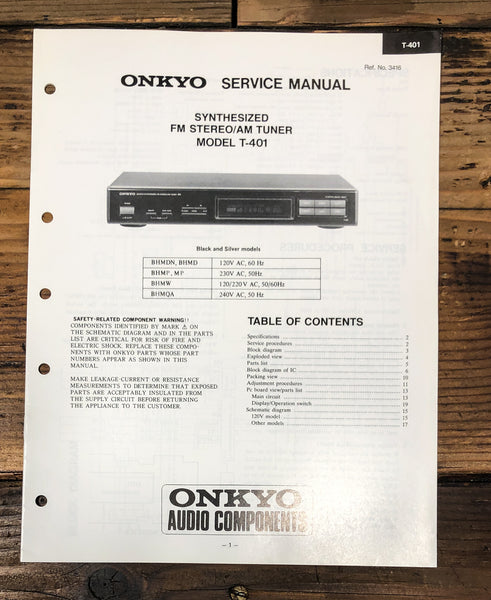 T-401
Ref. No. 3416
ONKYO SERVICE MANUAL
SYNTHESIZED
FM STEREO/AM TUNER
MODEL T-401
ONKYO
Black and Silver models
BHMDN, BHMD 120V AC, 60 Hz
BHMP, MP 230V AC, 50Hz
BHMW 120/220V AC, 50/60Hz
BHMQA 240V AC, 50 Hz
SAFETY-RELATED COMPONENT WARNING!!
COMPONENTS IDENTIFIED BY MARK ⚠ ON
THE SCHEMATIC DIAGRAM AND IN THE PARTS
LIST ARE CRITICAL FOR RISK OF FIRE AND
ELECTRIC SHOCK. REPLACE THESE COMPO-
NENTS WITH ONKYO PARTS WHOSE PART
NUMBERS APPEAR AS SHOWN IN THIS
MANUAL.
MAKE LEAKAGE-CURRENT OR RESISTANCE
MEASUREMENTS TO DETERMINE THAT EXPOSED
PARTS ARE ACCEPTABLY INSULATED FROM
THE SUPPLY CIRCUIT BEFORE RETURNING
THE APPLIANCE TO THE CUSTOMER.
TABLE OF CONTENTS
Specifications 2
Service procedures 2
Block diagram 3
Exploded view 4
Parts list 5
Block diagram of IC 6
Packing view 10
Adjustment procedures 11
Pc board view/parts list 13
Main circuit 13
Display/Operation switch 19
Schematic diagram 15
120V model 15
Other models 17
ONKYO
AUDIO COMPONENTS
— 1 —